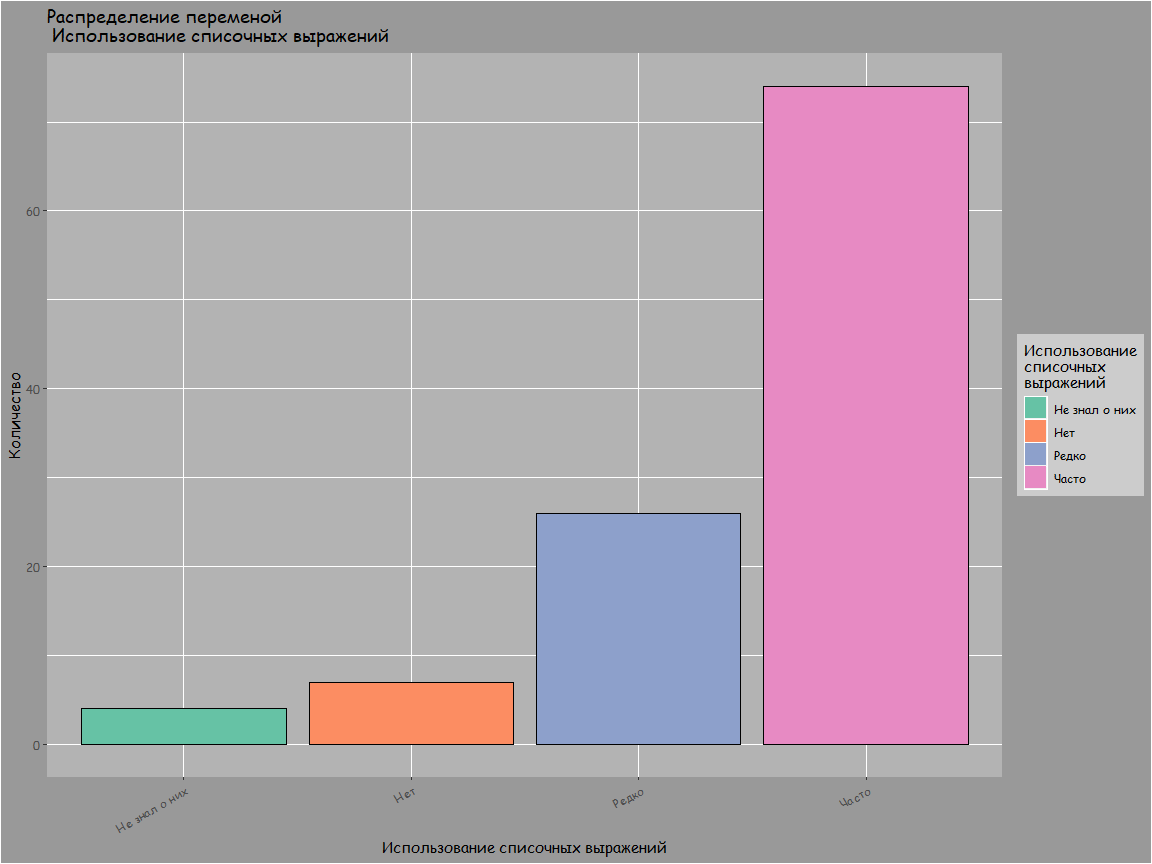 Распределение переменой
Использование списочных выражений
Количество
60
40
20
0
Не знал о них
Нет
Редко
Часто
Использование списочных выражений
Использование
списочных
выражений
Не знал о них
Нет
Редко
Часто